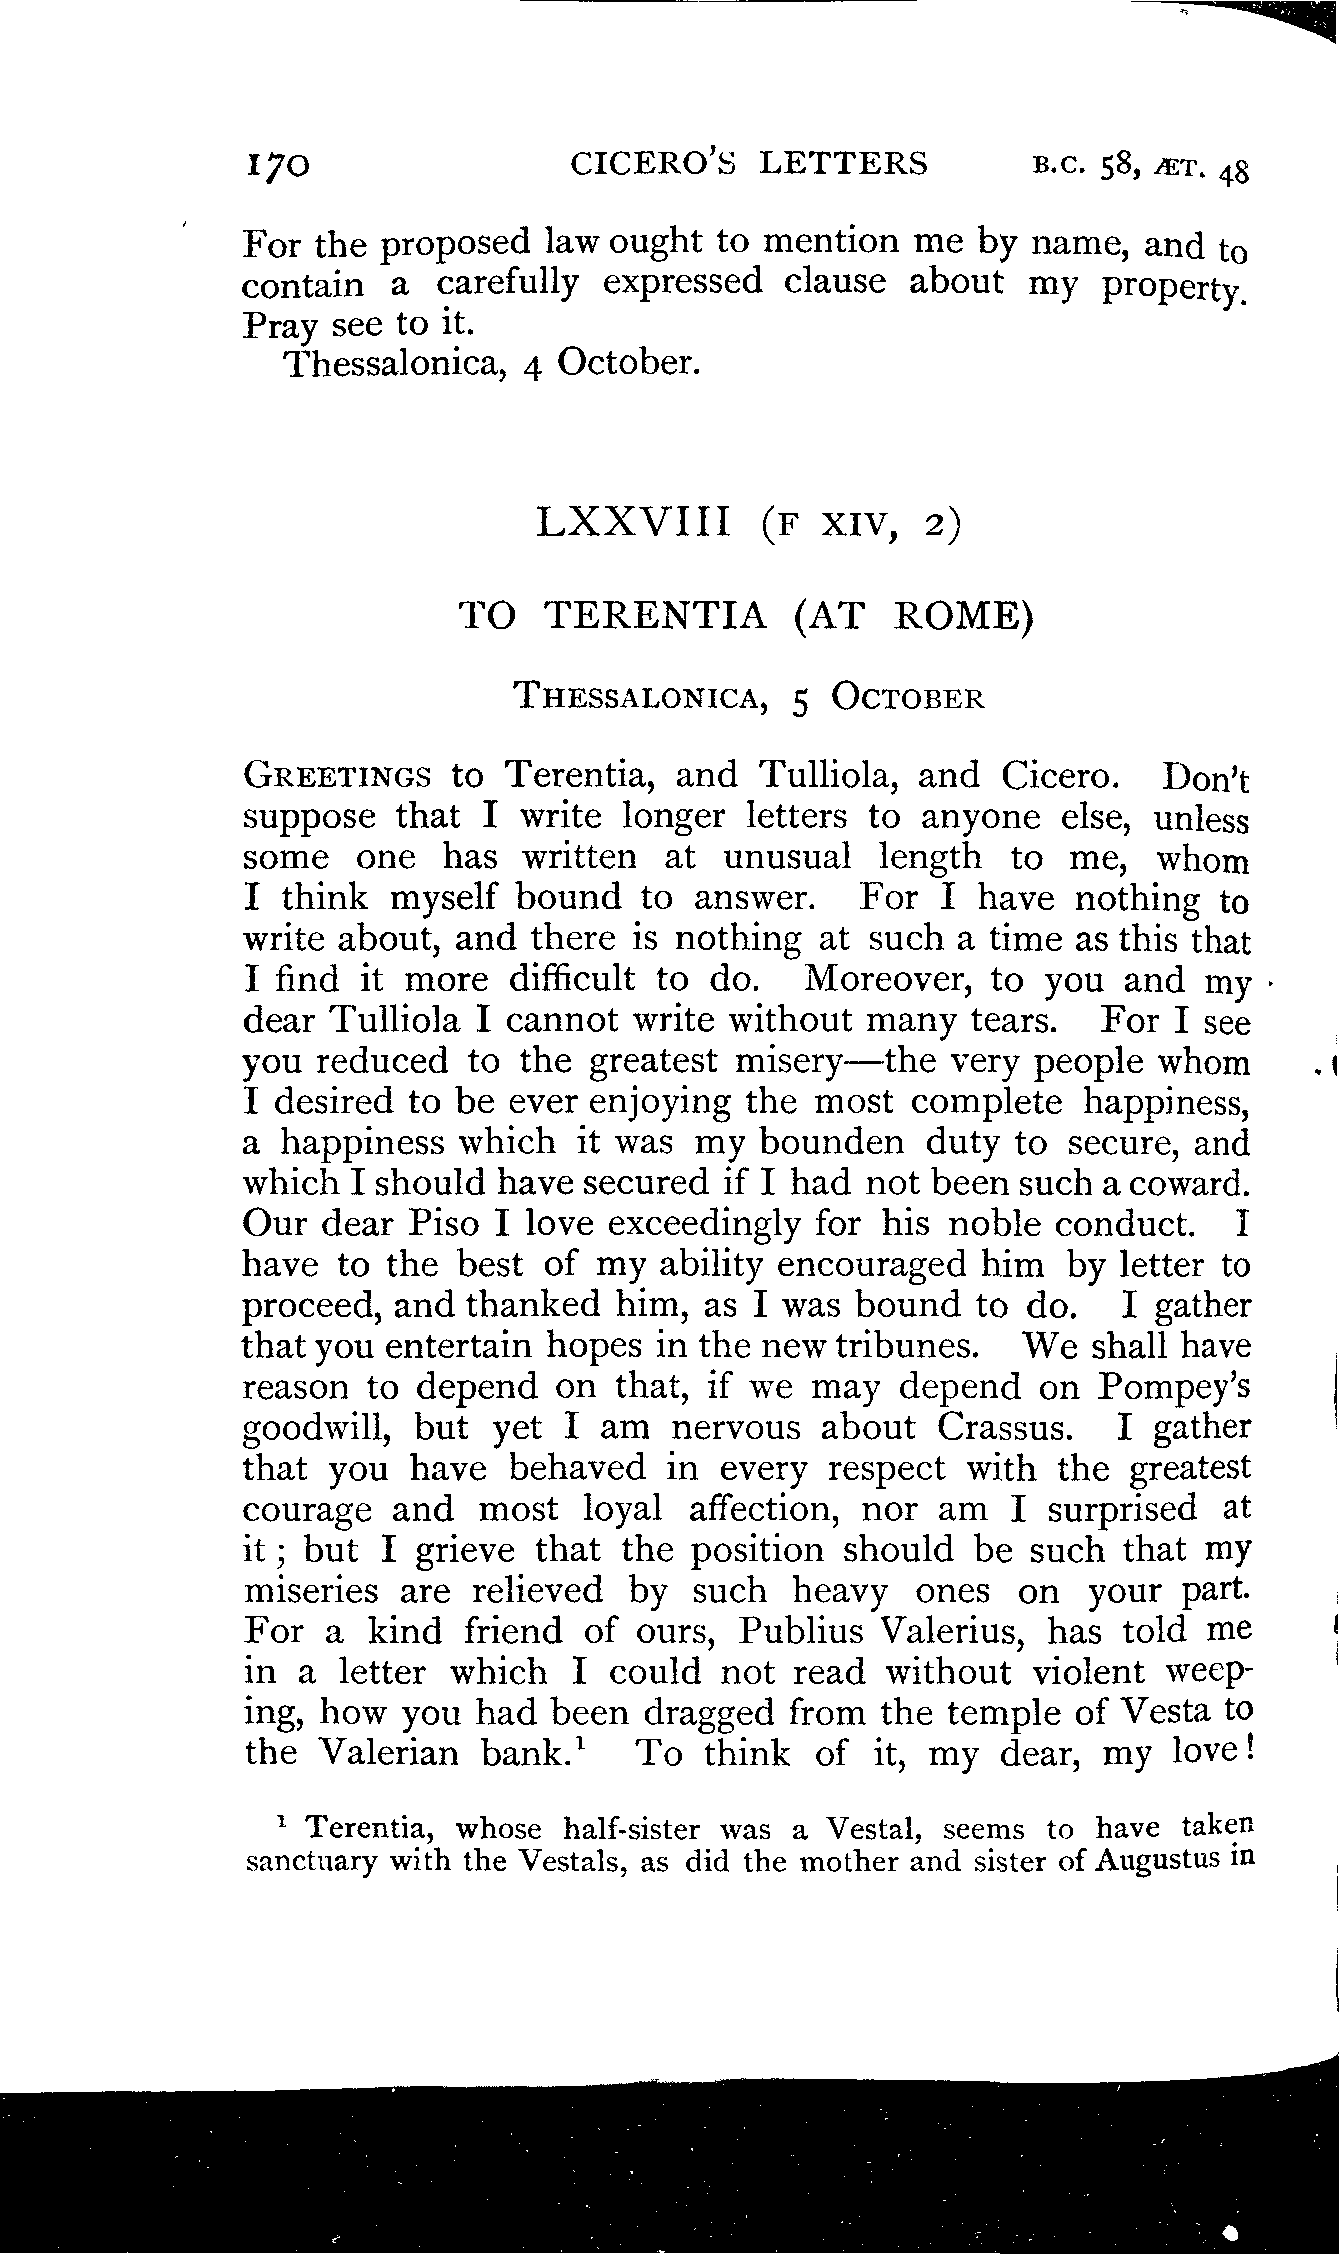 170 CICERO'S LETTERS B.C. 58, ÆT. 48
For the proposed law ought to mention me by name, and to
contain a carefully expressed clause about my property.
Pray see to it.
Thessalonica, 4 October.
LXXVIII (F XIV, 2)
TO TERENTIA (AT ROME)
THESSALONICA, 5 OCTOBER
GREETINGS to Terentia, and Tulliola, and Cicero. Don't
suppose that I write longer letters to anyone else, unless
some one has written at unusual length to me, whom
I think myself bound to answer. For I have nothing to
write about, and there is nothing at such a time as this that
I find it more difficult to do. Moreover, to you and my
dear Tulliola I cannot write without many tears. For I see
you reduced to the greatest misery—the very people whom
I desired to be ever enjoying the most complete happiness,
a happiness which it was my bounden duty to secure, and
which I should have secured if I had not been such a coward.
Our dear Piso I love exceedingly for his noble conduct. I
have to the best of my ability encouraged him by letter to
proceed, and thanked him, as I was bound to do. I gather
that you entertain hopes in the new tribunes. We shall have
reason to depend on that, if we may depend on Pompey's
goodwill, but yet I am nervous about Crassus. I gather
that you have behaved in every respect with the greatest
courage and most loyal affection, nor am I surprised at
it; but I grieve that the position should be such that my
miseries are relieved by such heavy ones on your part.
For a kind friend of ours, Publius Valerius, has told me
in a letter which I could not read without violent weep-
ing, how you had been dragged from the temple of Vesta to
the Valerian bank.¹ To think of it, my dear, my love!
¹ Terentia, whose half-sister was a Vestal, seems to have taken
sanctuary with the Vestals, as did the mother and sister of Augustus in